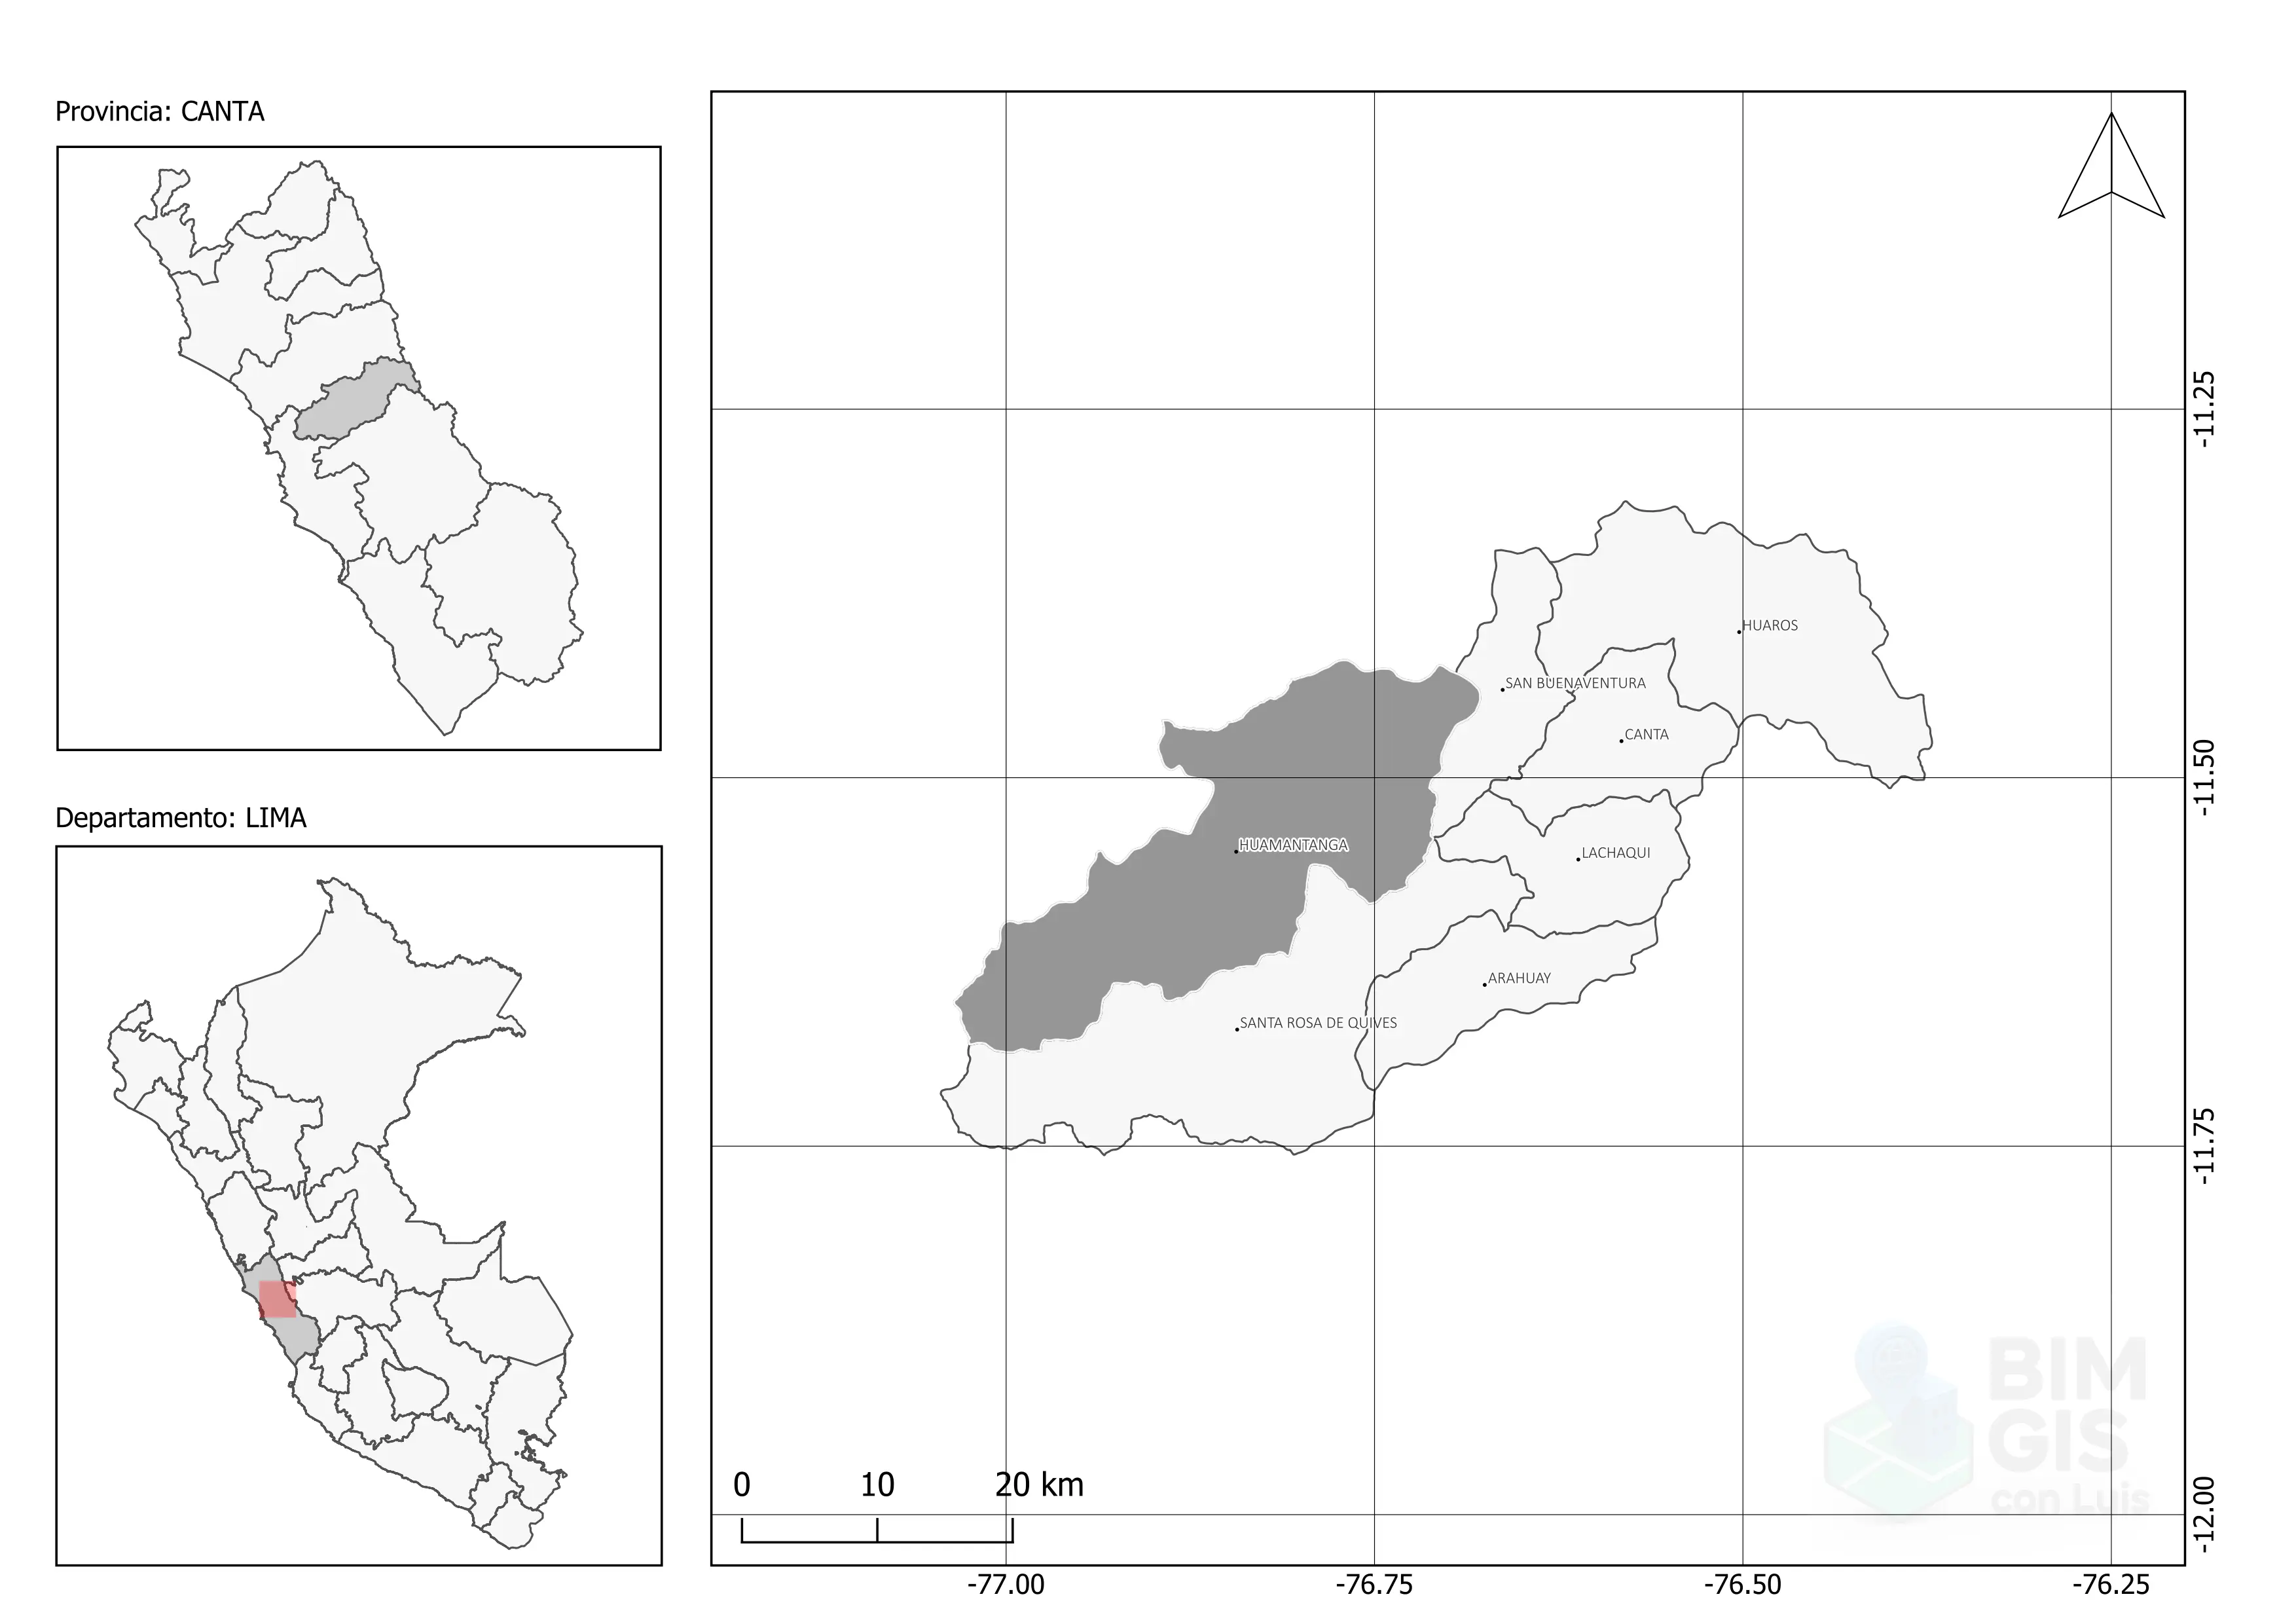 Provincia: CANTA
Departamento: LIMA
HUAROS
SAN BUENAVENTURA
CANTA
HUAMANTANGA
LACHAQUI
ARAHUAY
SANTA ROSA DE QUIVES
-11.25
-11.50
-11.75
-12.00
0 10 20 km
-77.00 -76.75 -76.50 -76.25
BIM
GIS
con Luis